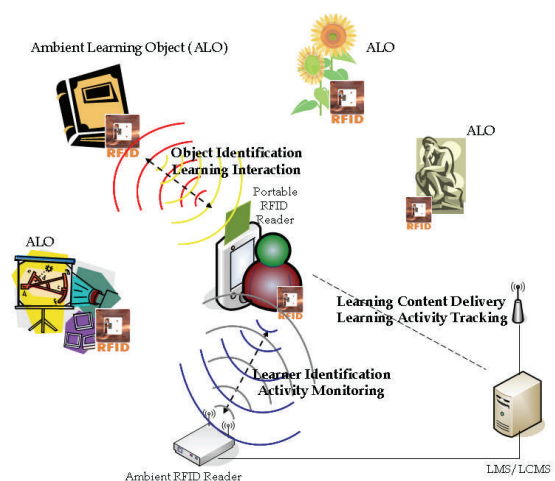 Ambient Learning Object (ALO)
ALO
RFID
RFID
ALO
Object Identification
Learning Interaction
RFID
Portable
RFID
Reader
ALO
RFID
RFID
Learning Content Delivery
Learning Activity Tracking
Learner Identification
Activity Monitoring
Ambient RFID Reader
LMS/LCMS